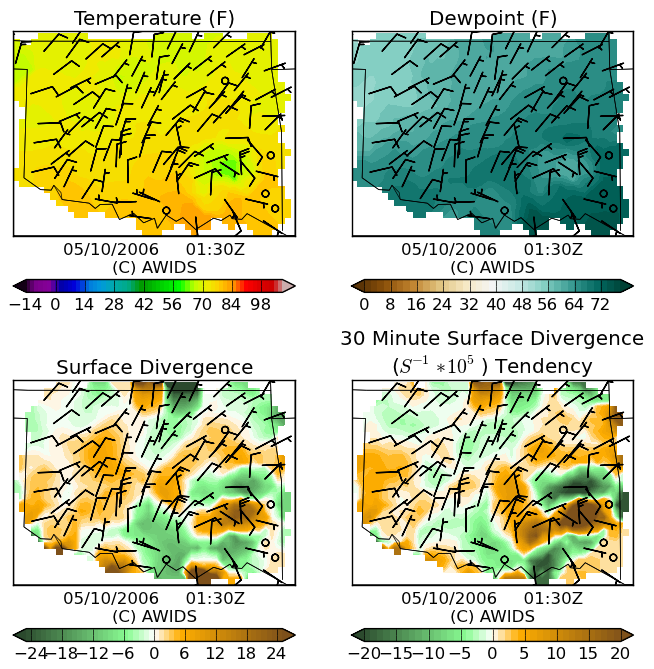 Temperature (F)
Dewpoint (F)
05/10/2006 01:30Z
(C) AWIDS
05/10/2006 01:30Z
(C) AWIDS
−14 0 14 28 42 56 70 84 98
0 8 16 24 32 40 48 56 64 72
Surface Divergence
30 Minute Surface Divergence
(S⁻¹ *10⁵ ) Tendency
05/10/2006 01:30Z
(C) AWIDS
05/10/2006 01:30Z
(C) AWIDS
−24 −18 −12 −6 0 6 12 18 24
−20 −15 −10 −5 0 5 10 15 20